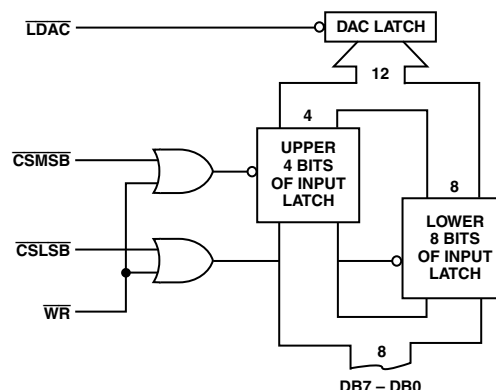 LDAC
DAC LATCH
12
4
CSMSB
UPPER
4 BITS
OF INPUT
LATCH
8
CSLSB
LOWER
8 BITS
OF INPUT
LATCH
WR
8
DB7 – DB0